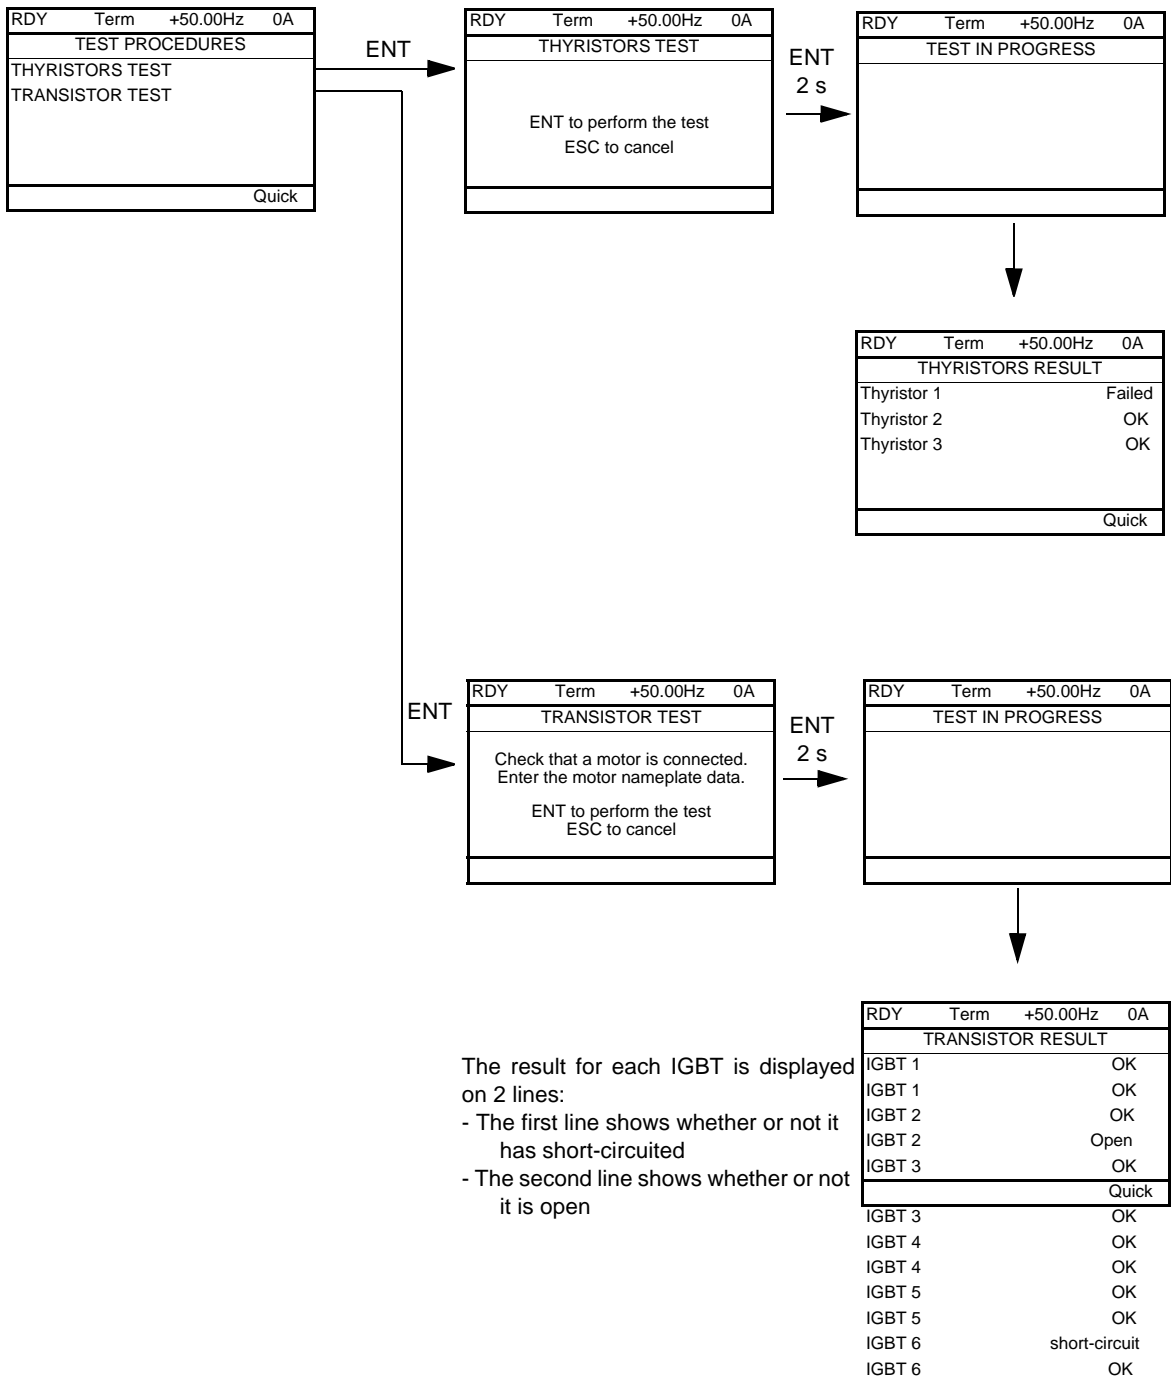 RDY Term +50.00Hz 0A
TEST PROCEDURES
THYRISTORS TEST
TRANSISTOR TEST
Quick
ENT
RDY Term +50.00Hz 0A
THYRISTORS TEST
ENT to perform the test
ESC to cancel
ENT
2 s
RDY Term +50.00Hz 0A
TEST IN PROGRESS
RDY Term +50.00Hz 0A
THYRISTORS RESULT
Thyristor 1 Failed
Thyristor 2 OK
Thyristor 3 OK
Quick
ENT
RDY Term +50.00Hz 0A
TRANSISTOR TEST
Check that a motor is connected.
Enter the motor nameplate data.
ENT to perform the test
ESC to cancel
ENT
2 s
RDY Term +50.00Hz 0A
TEST IN PROGRESS
The result for each IGBT is displayed
on 2 lines:
- The first line shows whether or not it
has short-circuited
- The second line shows whether or not
it is open
RDY Term +50.00Hz 0A
TRANSISTOR RESULT
IGBT 1 OK
IGBT 1 OK
IGBT 2 OK
IGBT 2 Open
IGBT 3 OK
Quick
IGBT 3 OK
IGBT 4 OK
IGBT 4 OK
IGBT 5 OK
IGBT 5 OK
IGBT 6 short-circuit
IGBT 6 OK